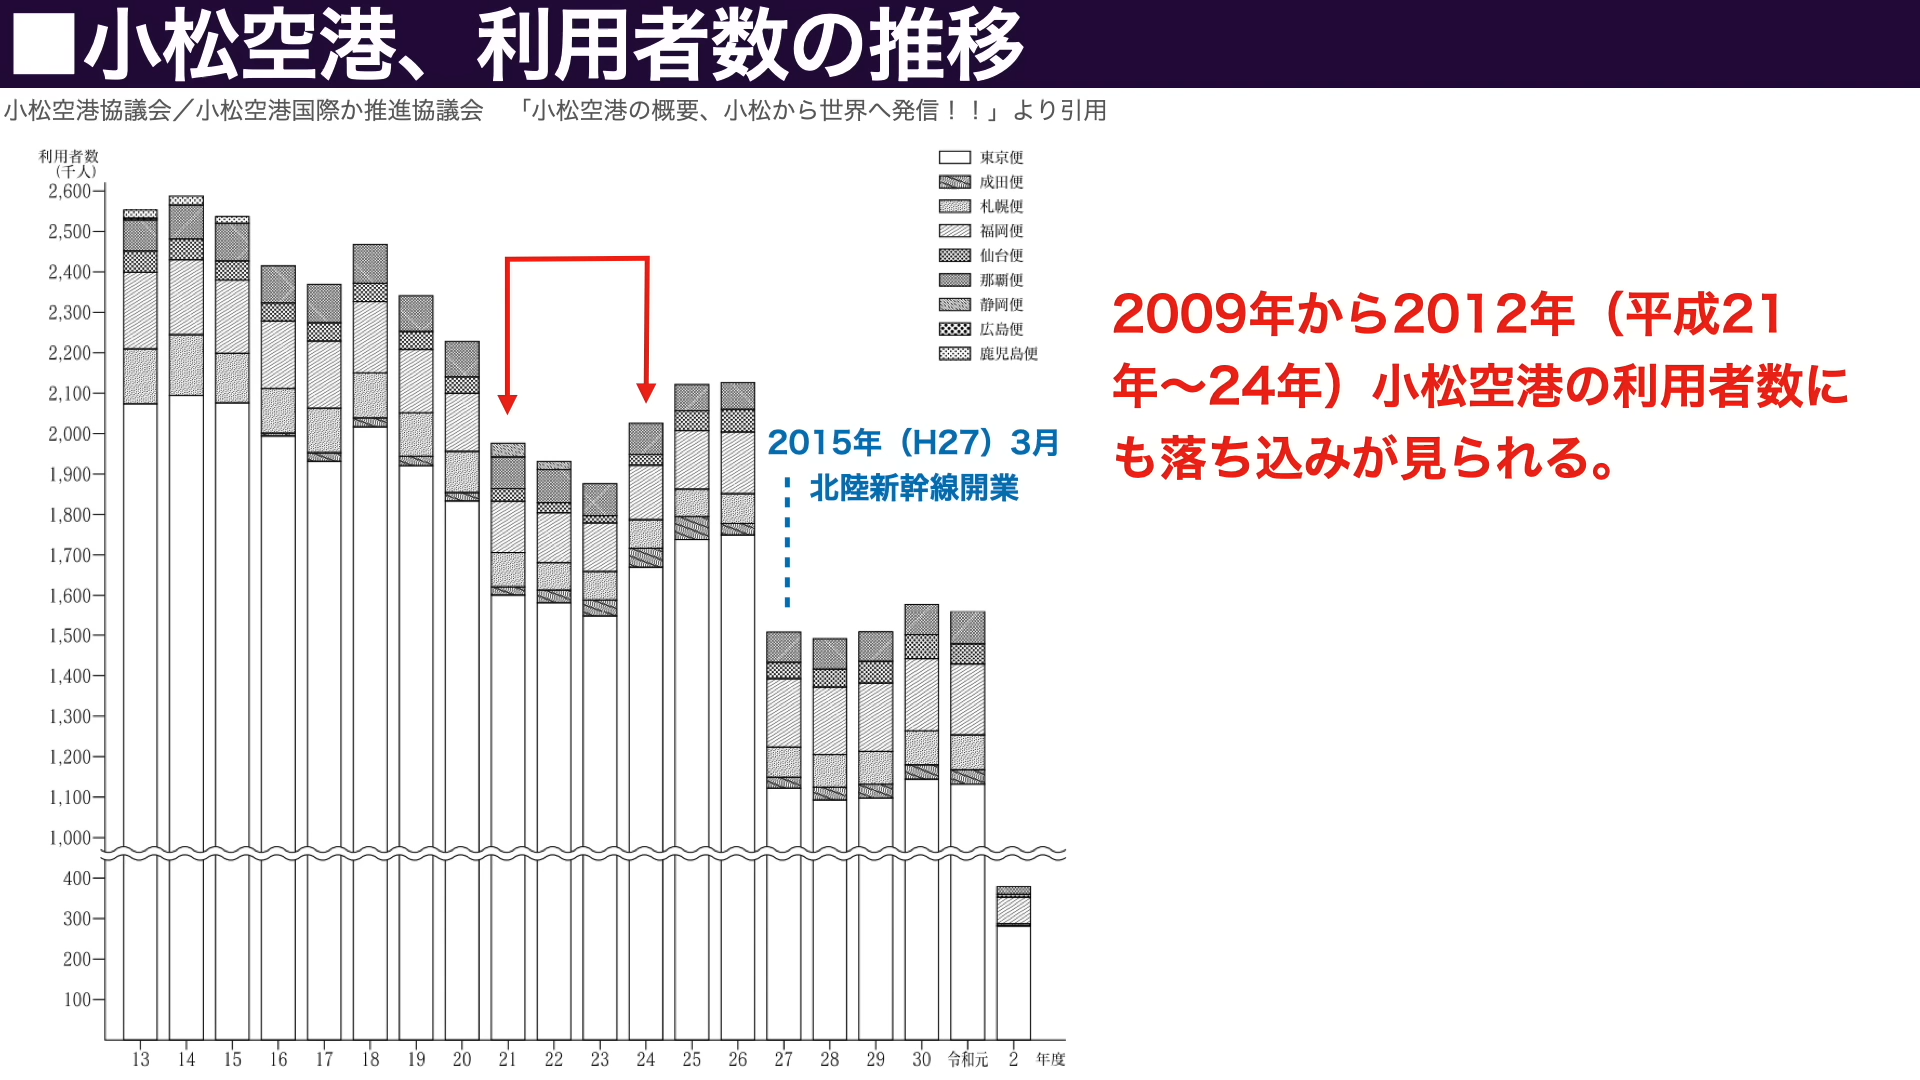 ■小松空港、利用者数の推移
小松空港協議会／小松空港国際か推進協議会　「小松空港の概要、小松から世界へ発信！！」より引用
利用者数
(千人)
2,600
2,500
2,400
2,300
2,200
2,100
2,000
1,900
1,800
1,700
1,600
1,500
1,400
1,300
1,200
1,100
1,000
400
300
200
100
東京便
成田便
札幌便
福岡便
仙台便
那覇便
静岡便
広島便
鹿児島便
2015年（H27）3月
北陸新幹線開業
13 14 15 16 17 18 19 20 21 22 23 24 25 26 27 28 29 30 令和元 2 年度
2009年から2012年（平成21
年〜24年）小松空港の利用者数に
も落ち込みが見られる。